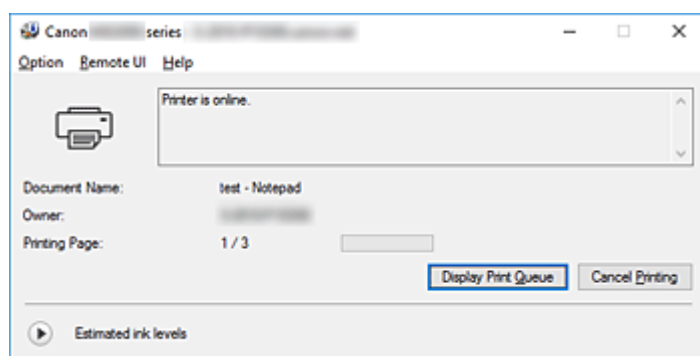 Canon series
Option Remote UI Help
Printer is online.
Document Name: test - Notepad
Owner:
Printing Page: 1 / 3
Display Print Queue Cancel Printing
Estimated ink levels